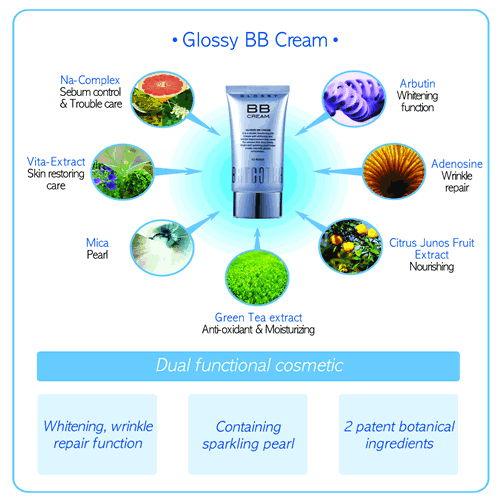 • Glossy BB Cream •
Na-Complex
Sebum control
& Trouble care
Arbutin
Whitening
function
GLOSSY
BB
CREAM
Vita-Extract
Skin restoring
care
Adenosine
Wrinkle
repair
Mica
Pearl
Citrus Junos Fruit
Extract
Nourishing
Green Tea extract
Anti-oxidant & Moisturizing
Dual functional cosmetic
Whitening, wrinkle
repair function
Containing
sparkling pearl
2 patent botanical
ingredients